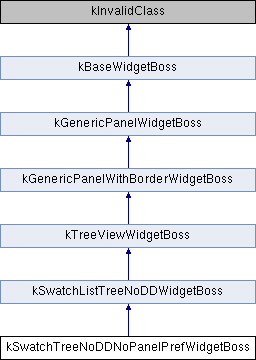 kInvalidClass
kBaseWidgetBoss
kGenericPanelWidgetBoss
kGenericPanelWithBorderWidgetBoss
kTreeViewWidgetBoss
kSwatchListTreeNoDDWidgetBoss
kSwatchTreeNoDDNoPanelPrefWidgetBoss